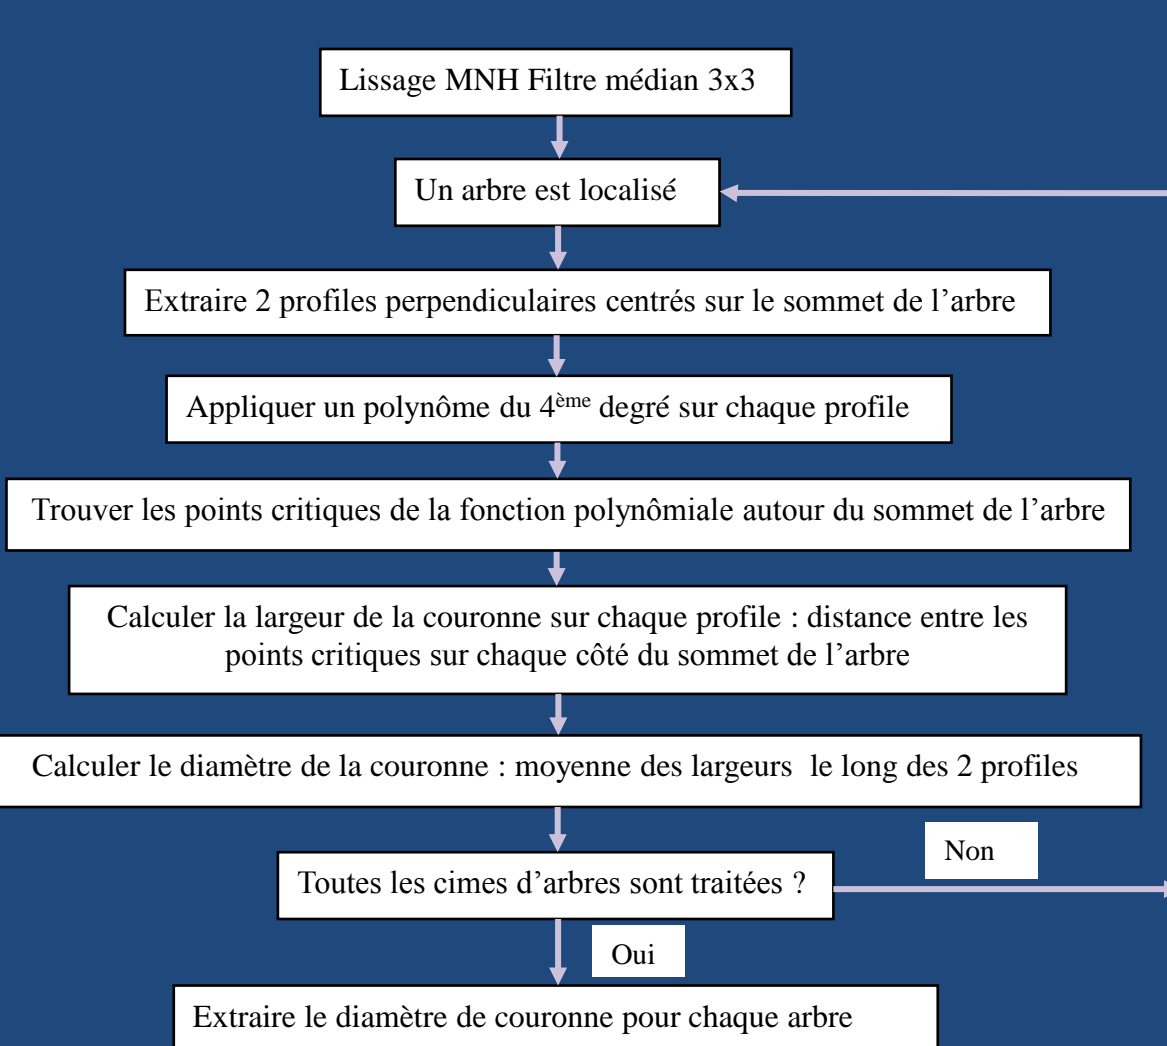 Lissage MNH Filtre médian 3x3
Un arbre est localisé
Extraire 2 profiles perpendiculaires centrés sur le sommet de l’arbre
Appliquer un polynôme du 4ème degré sur chaque profile
Trouver les points critiques de la fonction polynômiale autour du sommet de l’arbre
Calculer la largeur de la couronne sur chaque profile : distance entre les
points critiques sur chaque côté du sommet de l’arbre
Calculer le diamètre de la couronne : moyenne des largeurs le long des 2 profiles
Non
Toutes les cimes d’arbres sont traitées ?
Oui
Extraire le diamètre de couronne pour chaque arbre